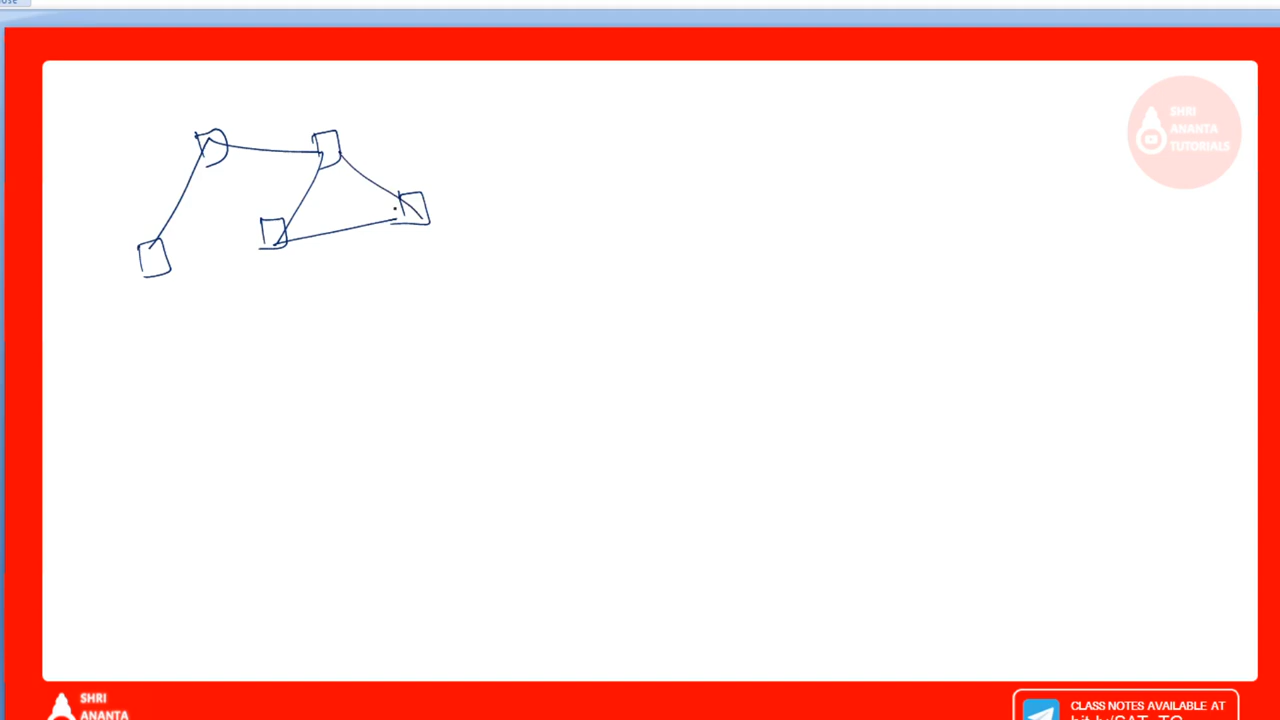 SHRI
ANANTA
TUTORIALS
SHRI
ANANTA
CLASS NOTES AVAILABLE AT